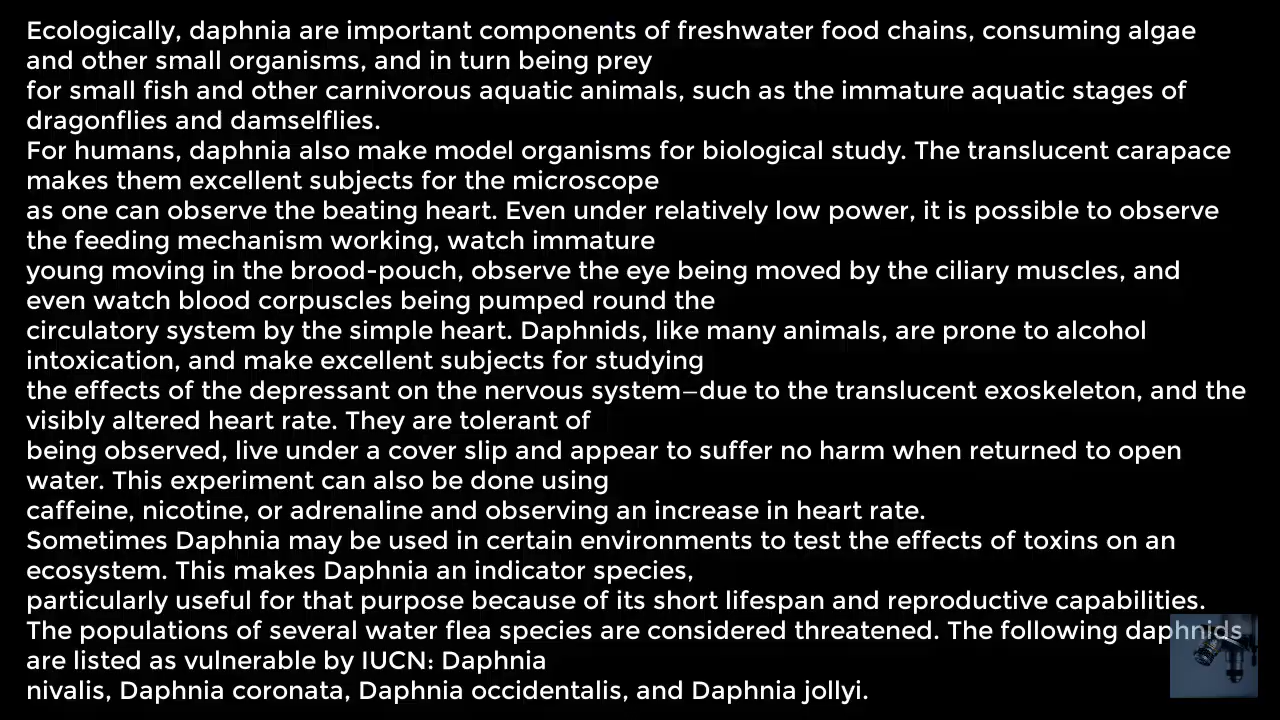 Ecologically, daphnia are important components of freshwater food chains, consuming algae
and other small organisms, and in turn being prey
for small fish and other carnivorous aquatic animals, such as the immature aquatic stages of
dragonflies and damselflies.
For humans, daphnia also make model organisms for biological study. The translucent carapace
makes them excellent subjects for the microscope
as one can observe the beating heart. Even under relatively low power, it is possible to observe
the feeding mechanism working, watch immature
young moving in the brood-pouch, observe the eye being moved by the ciliary muscles, and
even watch blood corpuscles being pumped round the
circulatory system by the simple heart. Daphnids, like many animals, are prone to alcohol
intoxication, and make excellent subjects for studying
the effects of the depressant on the nervous system—due to the translucent exoskeleton, and the
visibly altered heart rate. They are tolerant of
being observed, live under a cover slip and appear to suffer no harm when returned to open
water. This experiment can also be done using
caffeine, nicotine, or adrenaline and observing an increase in heart rate.
Sometimes Daphnia may be used in certain environments to test the effects of toxins on an
ecosystem. This makes Daphnia an indicator species,
particularly useful for that purpose because of its short lifespan and reproductive capabilities.
The populations of several water flea species are considered threatened. The following daphnids
are listed as vulnerable by IUCN: Daphnia
nivalis, Daphnia coronata, Daphnia occidentalis, and Daphnia jollyi.